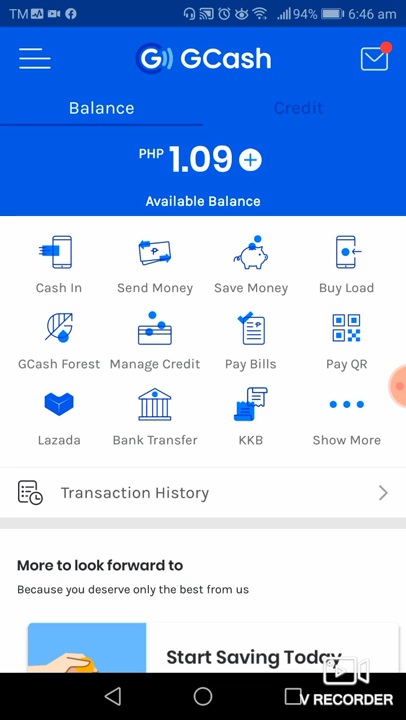 TM 94% 6:46 am
GCash
Balance Credit
PHP 1.09
Available Balance
Cash In Send Money Save Money Buy Load
GCash Forest Manage Credit Pay Bills Pay QR
Lazada Bank Transfer KKB Show More
Transaction History
More to look forward to
Because you deserve only the best from us
Start Saving Today
V RECORDER